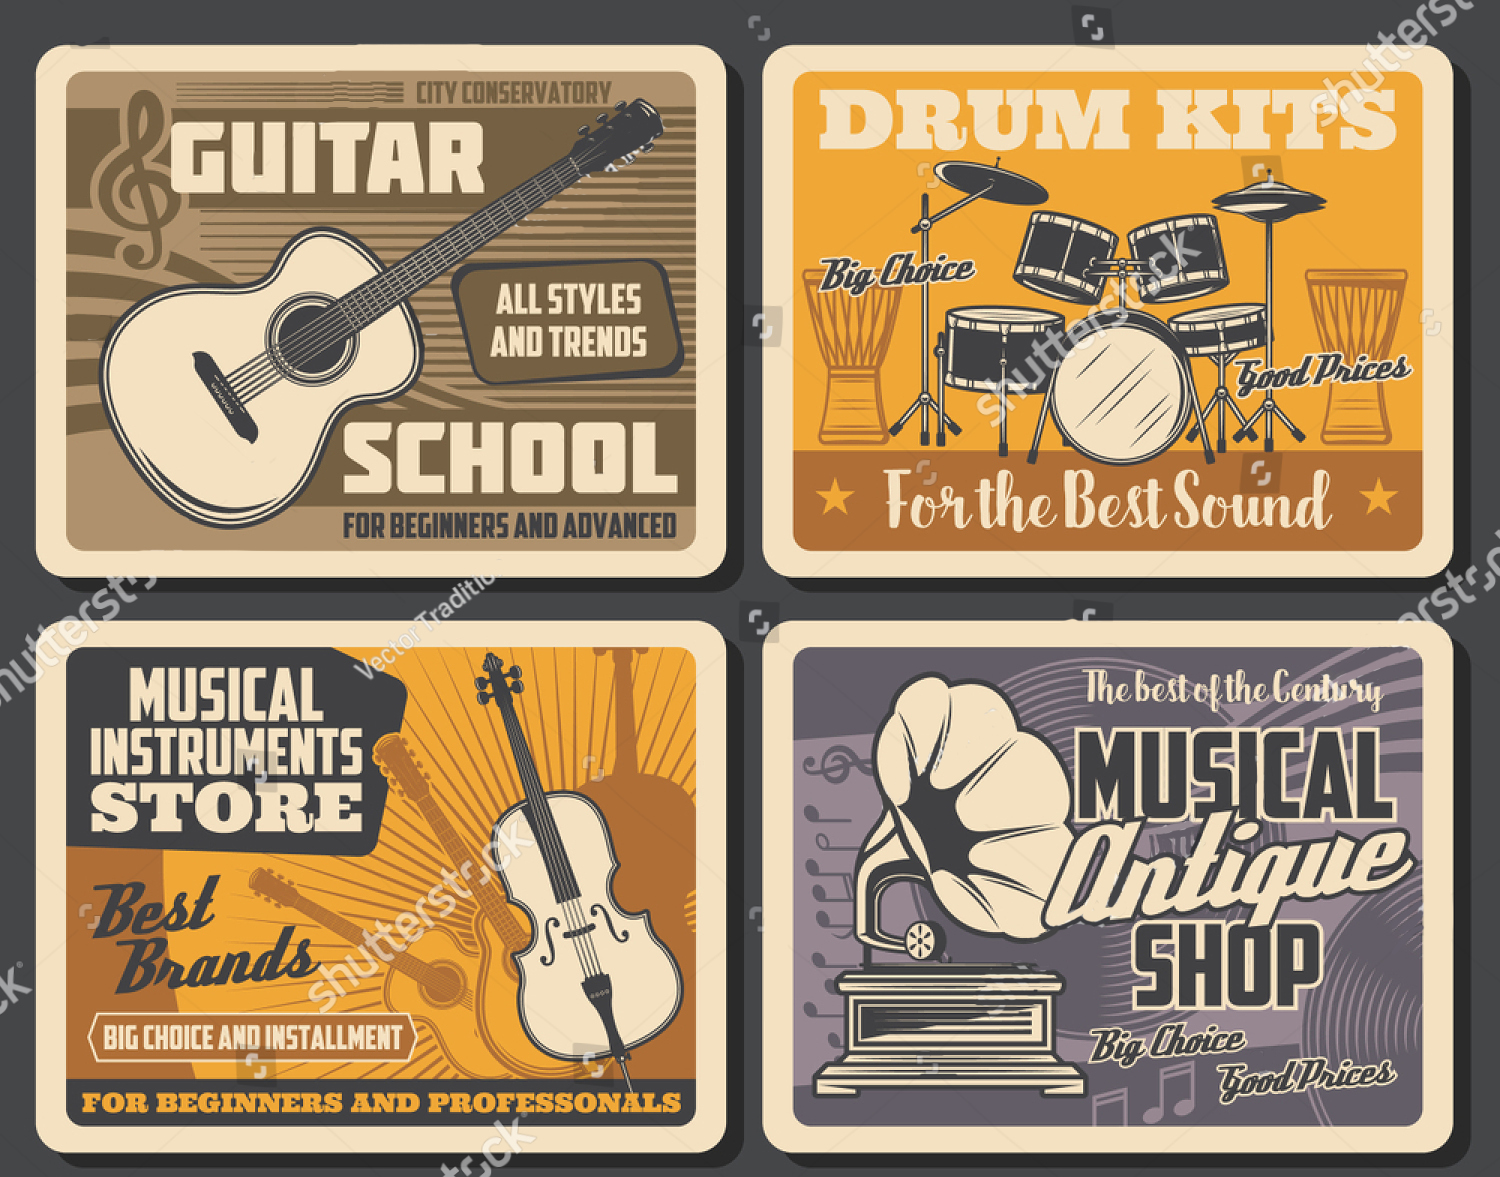 CITY CONSERVATORY
GUITAR
ALL STYLES
AND TRENDS
SCHOOL
FOR BEGINNERS AND ADVANCED
DRUM KITS
Big Choice
Good Prices
For the Best Sound
MUSICAL
INSTRUMENTS
STORE
Best
Brands
BIG CHOICE AND INSTALLMENT
FOR BEGINNERS AND PROFESSONALS
The best of the Century
MUSICAL
Antique
SHOP
Big Choice
Good Prices
shutterstock
shutterstock
shutterstock
Vector Tradition